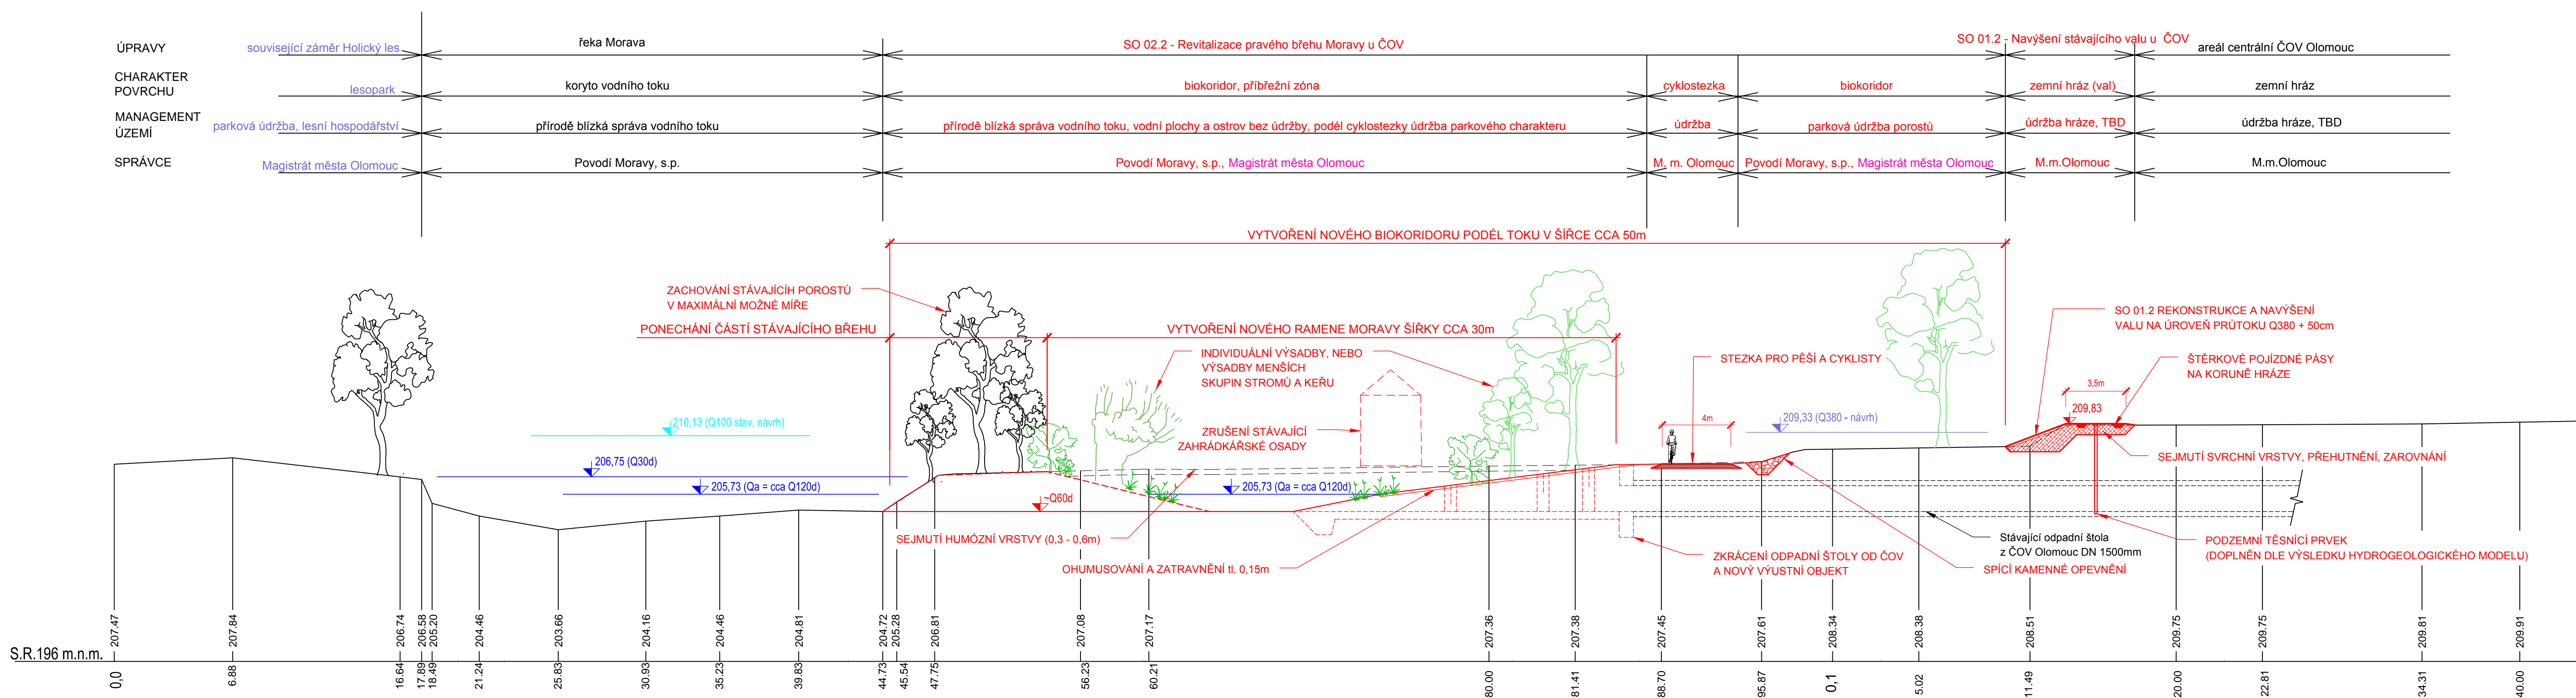 ÚPRAVY
související záměr Holický les
řeka Morava
SO 02.2 - Revitalizace pravého břehu Moravy u ČOV
SO 01.2 - Navýšení stávajícího valu u ČOV
areál centrální ČOV Olomouc
CHARAKTER
POVRCHU
lesopark
koryto vodního toku
biokoridor, příbřežní zóna
cyklostezka
biokoridor
zemní hráz (val)
zemní hráz
MANAGEMENT
ÚZEMÍ
parková údržba, lesní hospodářství
přírodě blízká správa vodního toku
přírodě blízká správa vodního toku, vodní plochy a ostrov bez údržby, podél cyklostezky údržba parkového charakteru
údržba
parková údržba porostů
údržba hráze, TBD
údržba hráze, TBD
SPRÁVCE
Magistrát města Olomouc
Povodí Moravy, s.p.
Povodí Moravy, s.p., Magistrát města Olomouc
M. m. Olomouc
Povodí Moravy, s.p., Magistrát města Olomouc
M.m.Olomouc
M.m.Olomouc
VYTVOŘENÍ NOVÉHO BIOKORIDORU PODÉL TOKU V ŠÍŘCE CCA 50m
ZACHOVÁNÍ STÁVAJÍCÍH POROSTŮ
V MAXIMÁLNÍ MOŽNÉ MÍŘE
PONECHÁNÍ ČÁSTÍ STÁVAJÍCÍHO BŘEHU
VYTVOŘENÍ NOVÉHO RAMENE MORAVY ŠÍŘKY CCA 30m
INDIVIDUÁLNÍ VÝSADBY, NEBO
VÝSADBY MENŠÍCH
SKUPIN STROMŮ A KEŘU
ZRUŠENÍ STÁVAJÍCÍ
ZAHRÁDKÁŘSKÉ OSADY
STEZKA PRO PĚŠÍ A CYKLISTY
4m
SO 01.2 REKONSTRUKCE A NAVÝŠENÍ
VALU NA ÚROVEŇ PRŮTOKU Q380 + 50cm
ŠTĚRKOVÉ POJÍZDNÉ PÁSY
NA KORUNĚ HRÁZE
3,5m
209,83
209,33 (Q380 - návrh)
210,13 (Q100 stav, návrh)
206,75 (Q30d)
205,73 (Qa = cca Q120d)
205,73 (Qa = cca Q120d)
~Q60d
SEJMUTÍ SVRCHNÍ VRSTVY, PŘEHUTNĚNÍ, ZAROVNÁNÍ
SEJMUTÍ HUMÓZNÍ VRSTVY (0,3 - 0,6m)
OHUMUSOVÁNÍ A ZATRAVNĚNÍ tl. 0,15m
ZKRÁCENÍ ODPADNÍ ŠTOLY OD ČOV
A NOVÝ VÝUSTNÍ OBJEKT
Stávající odpadní štola
z ČOV Olomouc DN 1500mm
SPÍCÍ KAMENNÉ OPEVNĚNÍ
PODZEMNÍ TĚSNÍCÍ PRVEK
(DOPLNĚN DLE VÝSLEDKU HYDROGEOLOGICKÉHO MODELU)
207.47
207.84
206.74
206.58
205.20
204.46
203.66
204.16
204.46
204.81
204.72
205.28
206.81
207.08
207.17
207.36
207.38
207.45
207.61
208.34
208.38
208.51
209.75
209.75
209.81
209.91
S.R.196 m.n.m.
0,0
6.88
16.64
17.89
18.49
21.24
25.83
30.93
35.23
39.83
44.73
45.54
47.75
56.23
60.21
80.00
81.41
88.70
95.87
0,1
5.02
11.49
20.00
22.81
34.31
40.00